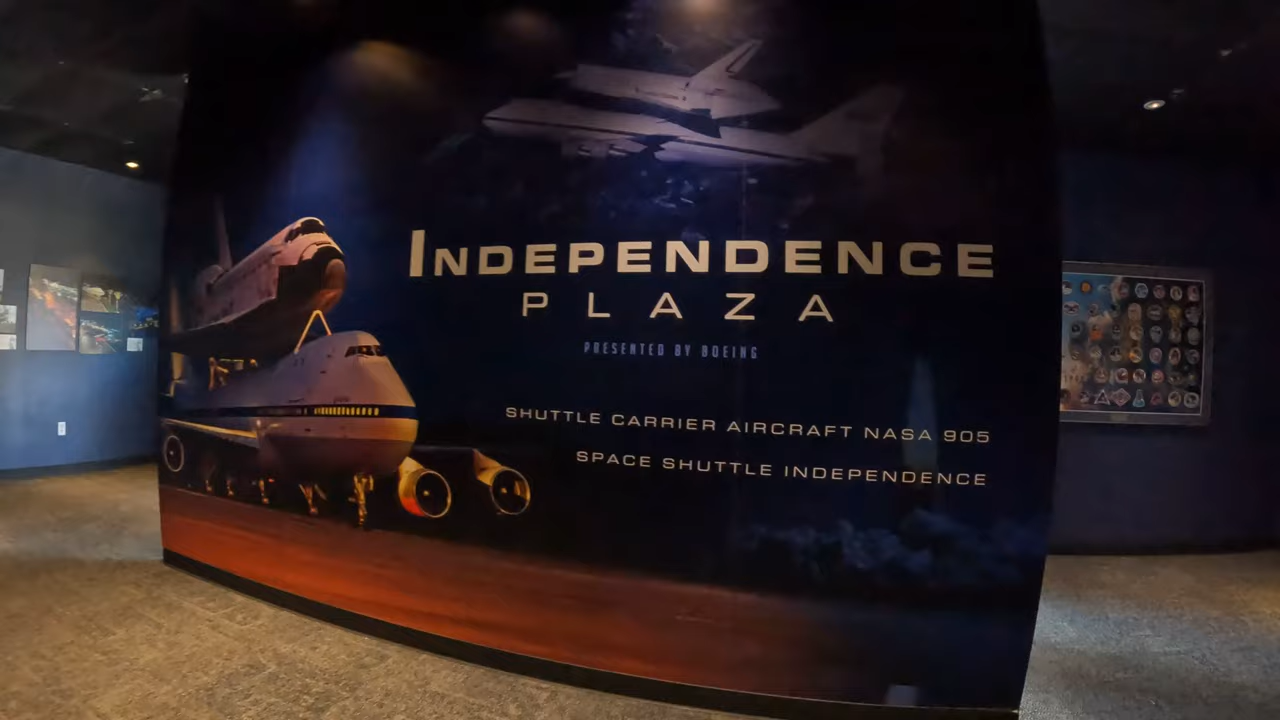 INDEPENDENCE
PLAZA
PRESENTED BY BOEING
SHUTTLE CARRIER AIRCRAFT NASA 905
SPACE SHUTTLE INDEPENDENCE